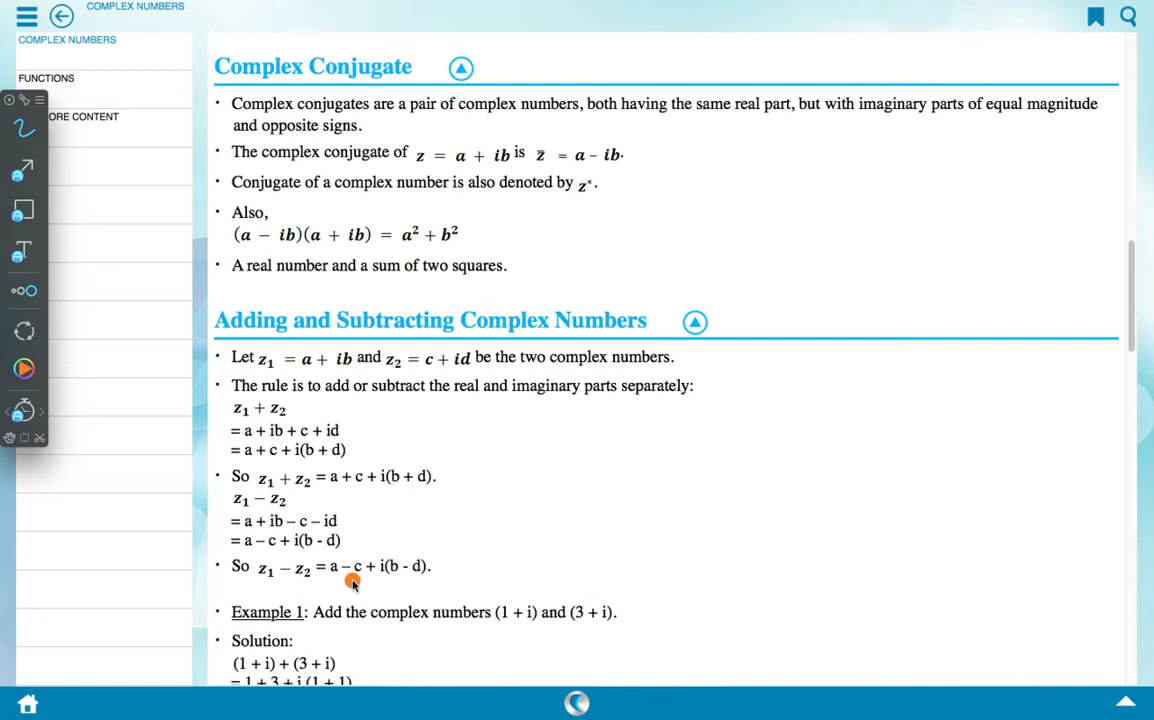 COMPLEX NUMBERS
COMPLEX NUMBERS
FUNCTIONS
ORE CONTENT
Complex Conjugate
· Complex conjugates are a pair of complex numbers, both having the same real part, but with imaginary parts of equal magnitude
and opposite signs.
· The complex conjugate of z = a + ib is z̄ = a – ib.
· Conjugate of a complex number is also denoted by z*.
· Also,
(a − ib)(a + ib) = a² + b²
· A real number and a sum of two squares.
Adding and Subtracting Complex Numbers
· Let z₁ = a + ib and z₂ = c + id be the two complex numbers.
· The rule is to add or subtract the real and imaginary parts separately:
z₁ + z₂
= a + ib + c + id
= a + c + i(b + d)
· So z₁ + z₂ = a + c + i(b + d).
z₁ − z₂
= a + ib – c – id
= a – c + i(b - d)
· So z₁ − z₂ = a – c + i(b - d).
· Example 1: Add the complex numbers (1 + i) and (3 + i).
· Solution:
(1 + i) + (3 + i)
= 1 + 3 + i (1 + 1)